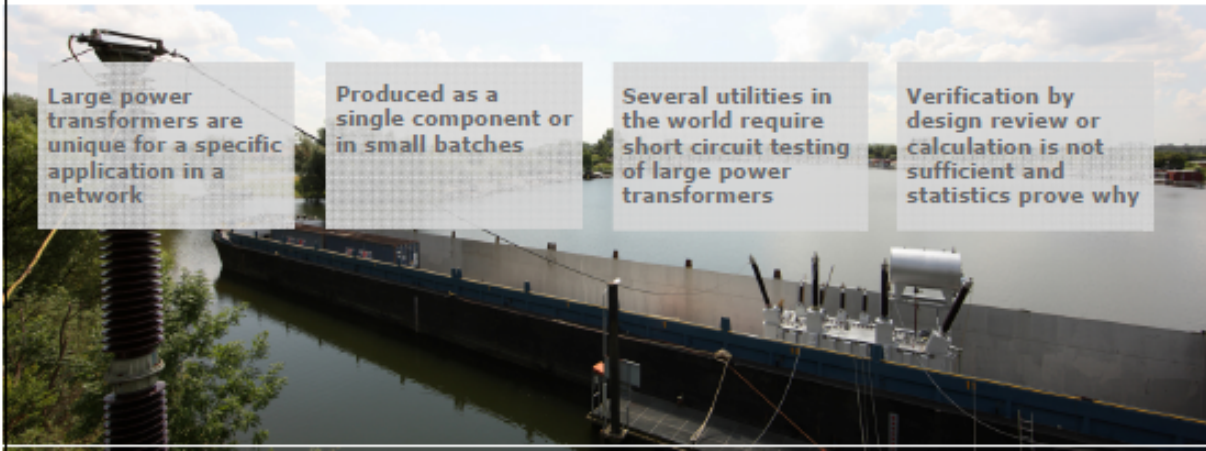 Large power
transformers are
unique for a specific
application in a
network
Produced as a
single component or
in small batches
Several utilities in
the world require
short circuit testing
of large power
transformers
Verification by
design review or
calculation is not
sufficient and
statistics prove why